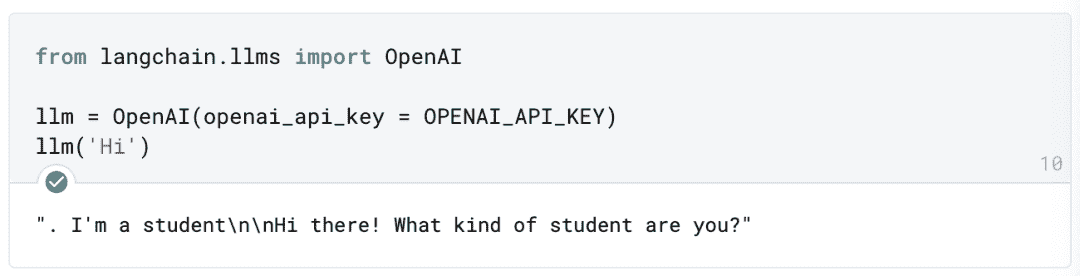 from langchain.llms import OpenAI
llm = OpenAI(openai_api_key = OPENAI_API_KEY)
llm('Hi')
10
". I'm a student\n\nHi there! What kind of student are you?"